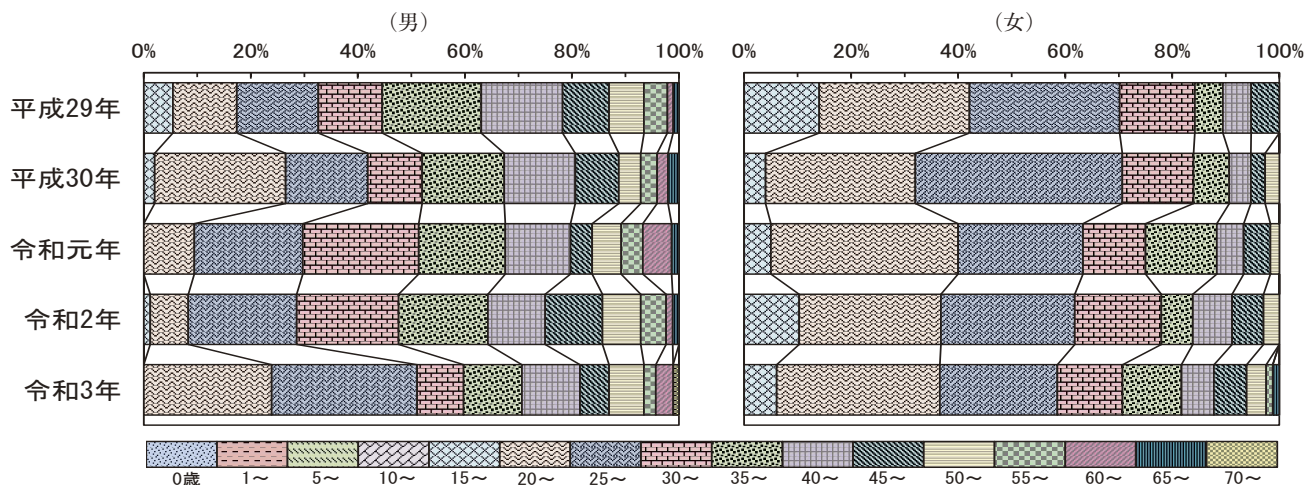 （男）
（女）
0% 20% 40% 60% 80% 100%
0% 20% 40% 60% 80% 100%
平成29年
平成30年
令和元年
令和2年
令和3年
0歳 1～ 5～ 10～ 15～ 20～ 25～ 30～ 35～ 40～ 45～ 50～ 55～ 60～ 65～ 70～